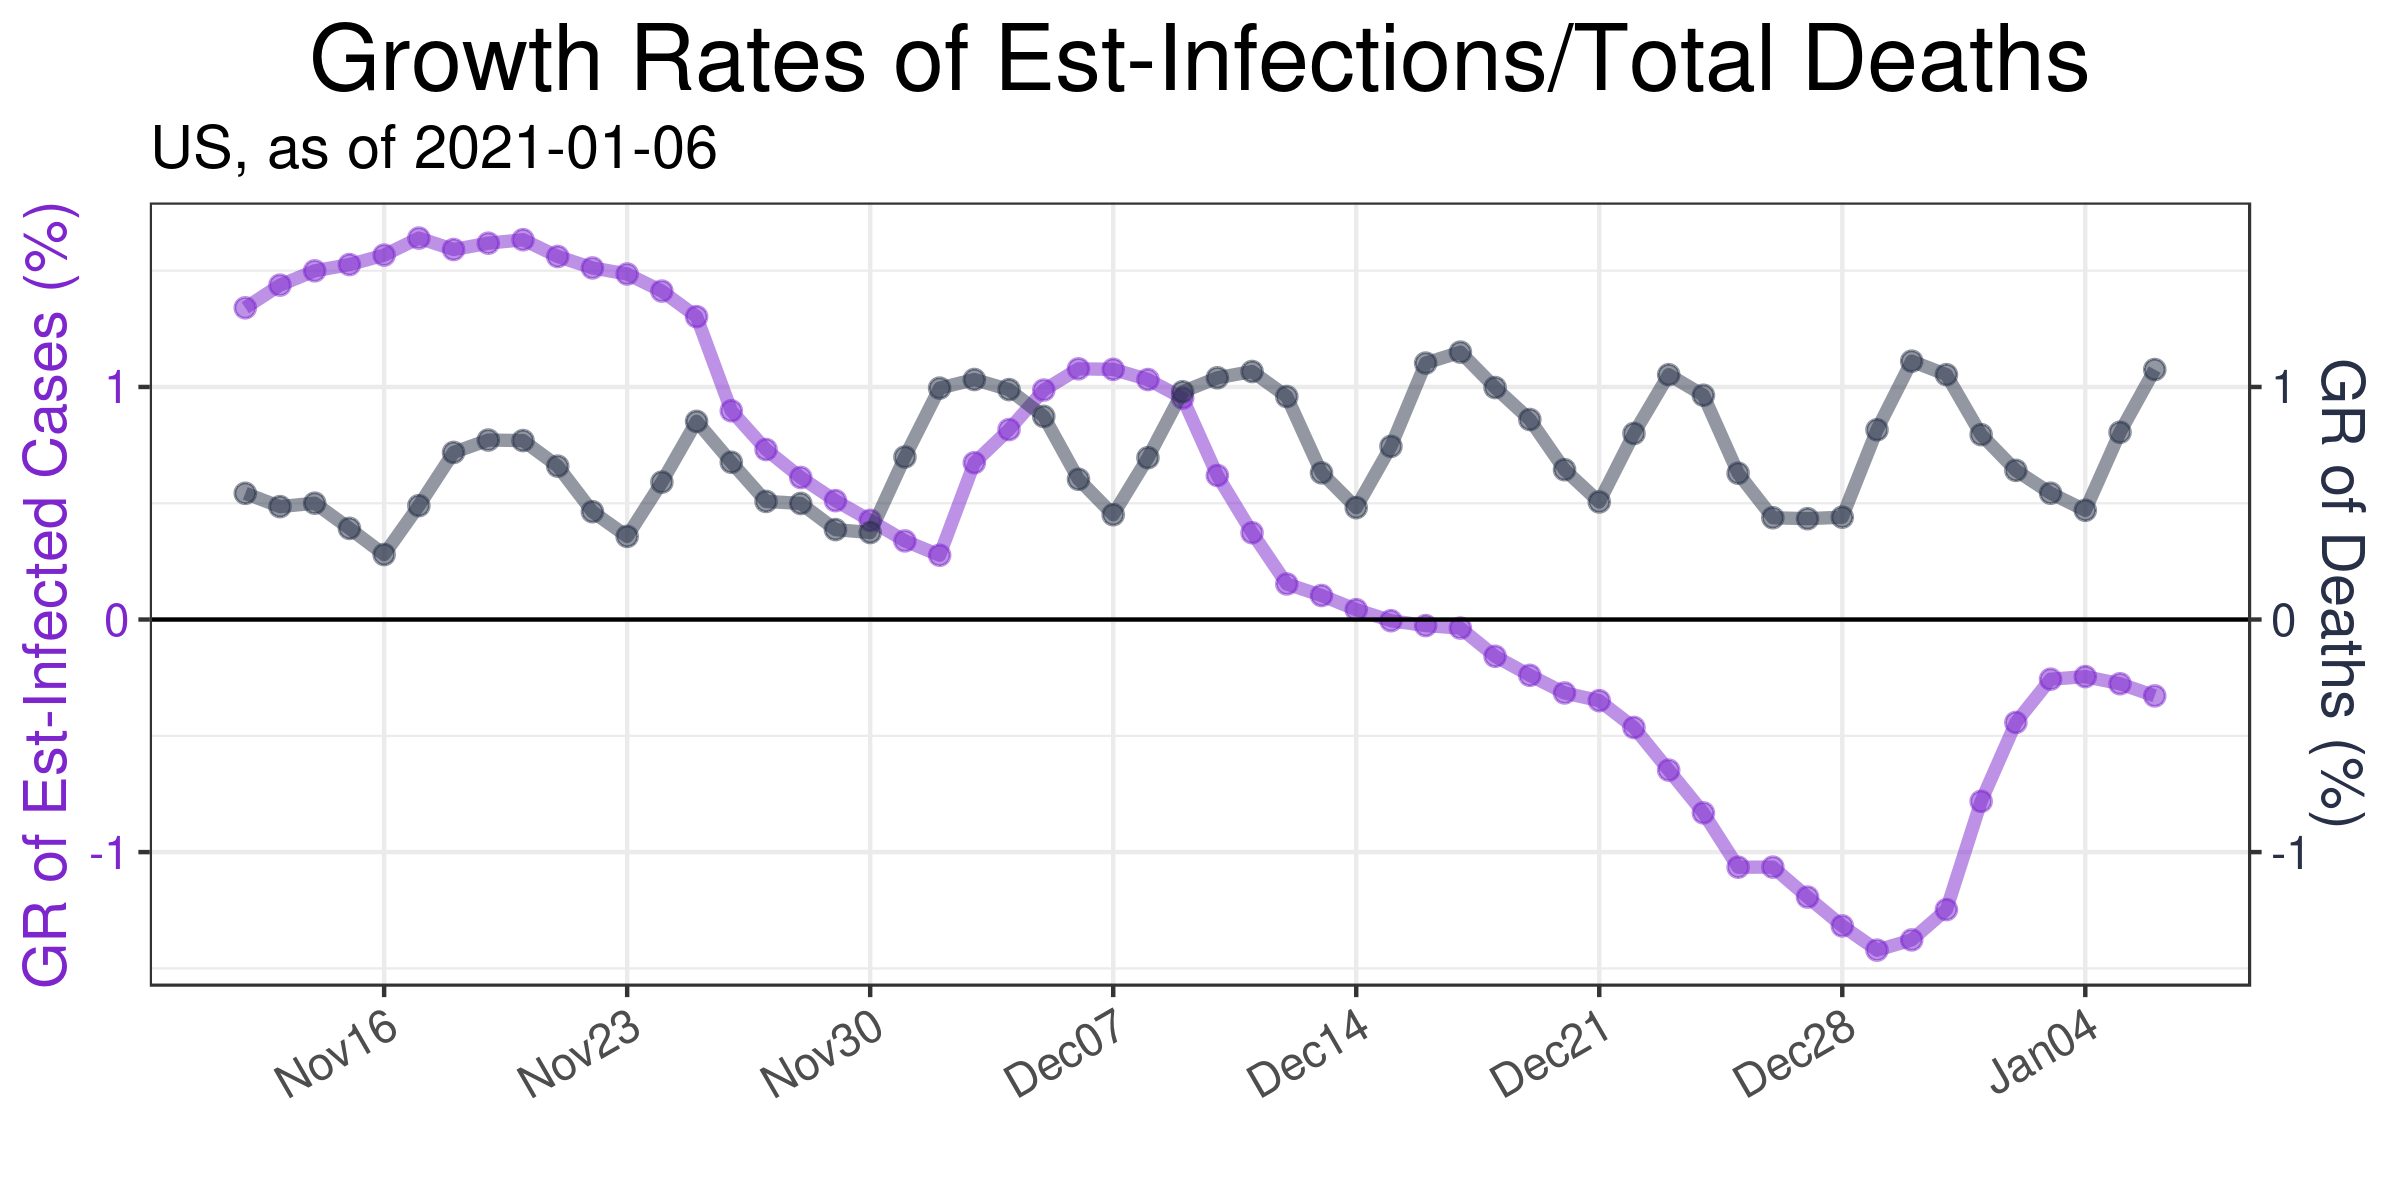 Growth Rates of Est-Infections/Total Deaths
US, as of 2021-01-06
GR of Est-Infected Cases (%)
1
0
-1
1
0
-1
GR of Deaths (%)
Nov16
Nov23
Nov30
Dec07
Dec14
Dec21
Dec28
Jan04